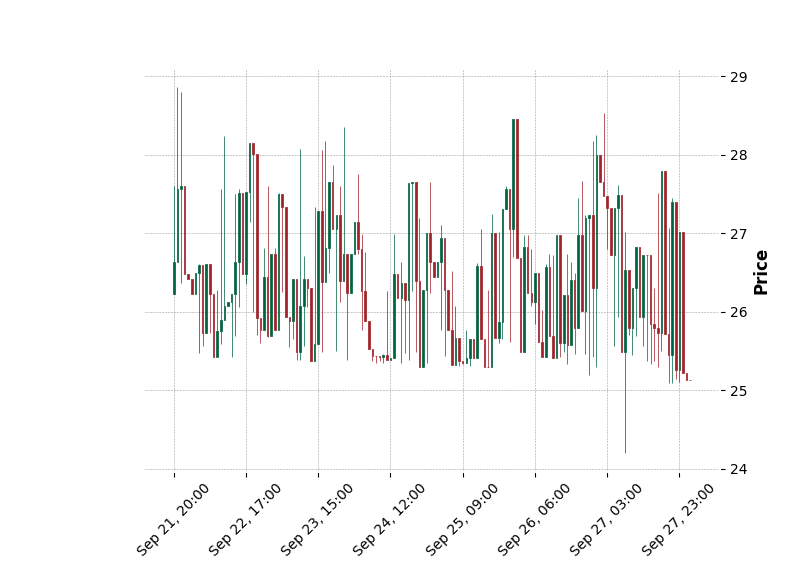 29
28
27
26
25
24
Price
Sep 21, 20:00
Sep 22, 17:00
Sep 23, 15:00
Sep 24, 12:00
Sep 25, 09:00
Sep 26, 06:00
Sep 27, 03:00
Sep 27, 23:00